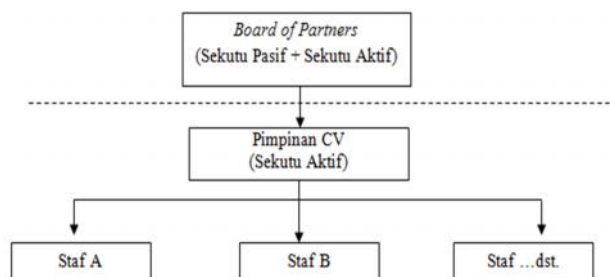 Board of Partners
(Sekutu Pasif + Sekutu Aktif)
Pimpinan CV
(Sekutu Aktif)
Staf A
Staf B
Staf ...dst.